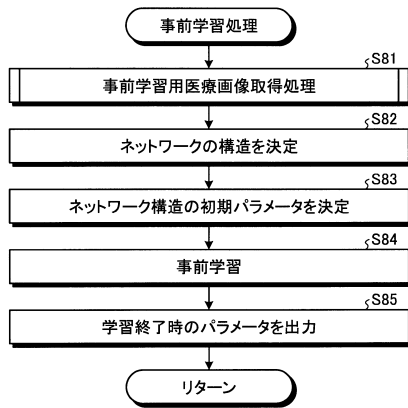 事前学習処理
S81
事前学習用医療画像取得処理
S82
ネットワークの構造を決定
S83
ネットワーク構造の初期パラメータを決定
S84
事前学習
S85
学習終了時のパラメータを出力
リターン